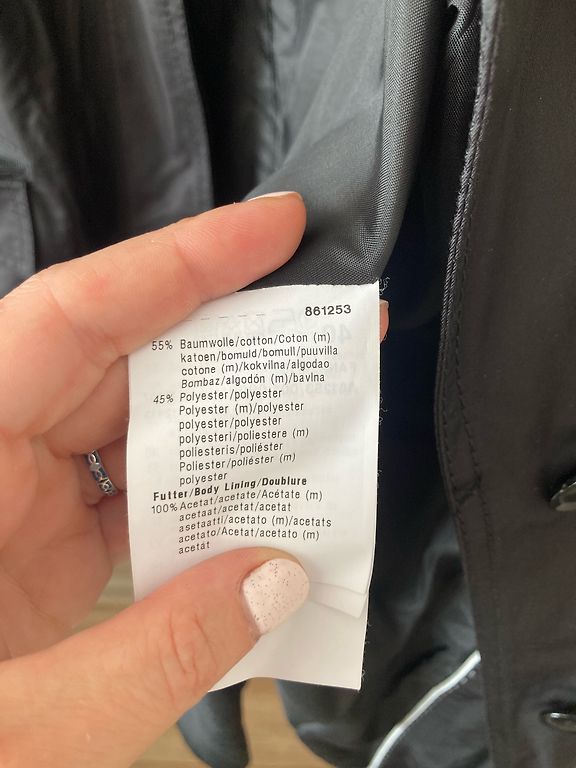 861253
55% Baumwolle/cotton/Coton (m)
katoen/bomuld/bomull/puuvilla
cotone (m)/kokvilna/algodao
Bombaz/algodón (m)/bavlna
45% Polyester/polyester
Polyester (m)/polyester
polyester/polyester
polyesteri/poliestere (m)
poliesteris/poliéster
Poliester/poliéster (m)
polyester
Futter/Body Lining/Doublure
100% Acetat/acetate/Acétate (m)
acetaat/acetat/acetat
asetaatti/acetato (m)/acetats
acetato/Acetat/acetato (m)
acetat